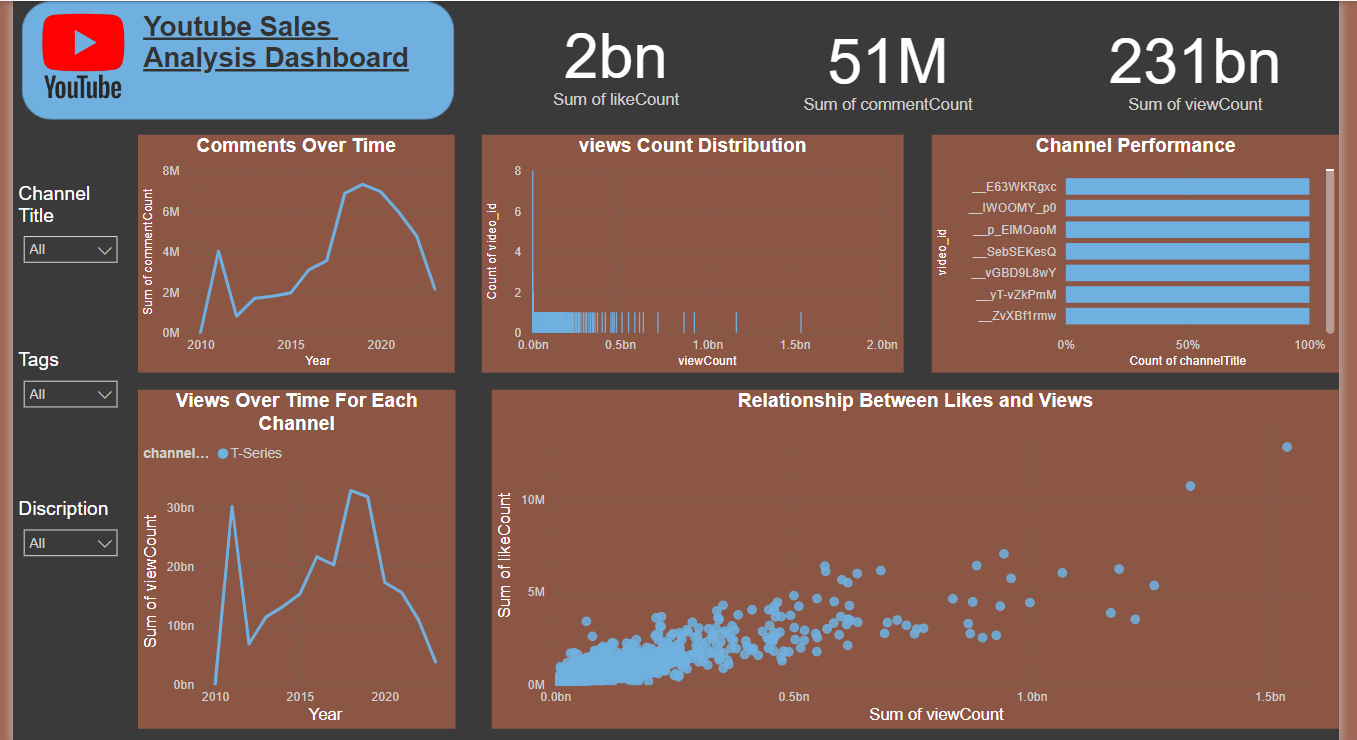 YouTube
Youtube Sales
Analysis Dashboard
2bn
Sum of likeCount
51M
Sum of commentCount
231bn
Sum of viewCount
Channel
Title
All
Tags
All
Discription
All
Comments Over Time
Sum of commentCount
8M
6M
4M
2M
0M
2010 2015 2020
Year
views Count Distribution
Count of video_id
8
6
4
2
0
0.0bn 0.5bn 1.0bn 1.5bn 2.0bn
viewCount
Channel Performance
video_id
__E63WKRgxc
__IWOOMY_p0
__p_ElMOaoM
__SebSEKesQ
__vGBD9L8wY
__yT-vZkPmM
__ZvXBf1rmw
0% 50% 100%
Count of channelTitle
Views Over Time For Each
Channel
channel... T-Series
Sum of viewCount
30bn
20bn
10bn
0bn
2010 2015 2020
Year
Relationship Between Likes and Views
Sum of likeCount
10M
5M
0M
0.0bn 0.5bn 1.0bn 1.5bn
Sum of viewCount